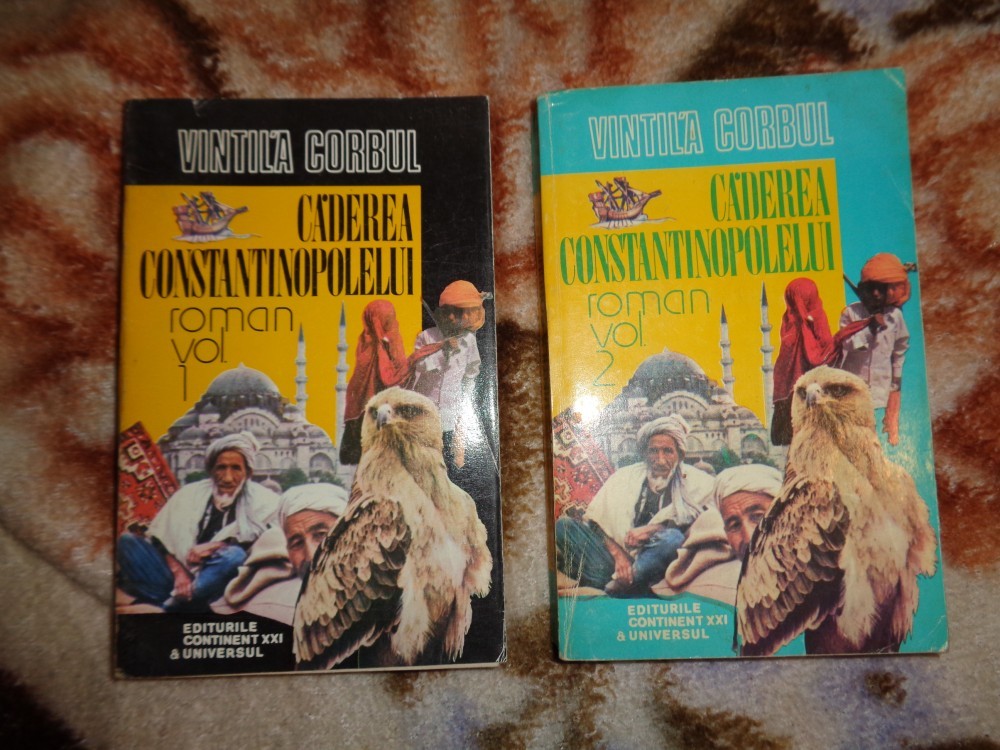 VINTILĂ CORBUL
CĂDEREA
CONSTANTINOPOLELUI
roman
vol.
1
EDITURILE
CONTINENT XXI
& UNIVERSUL
VINTILĂ CORBUL
CĂDEREA
CONSTANTINOPOLELUI
roman
vol.
2
EDITURILE
CONTINENT XXI
& UNIVERSUL